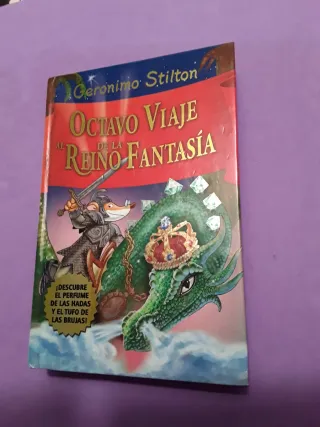 Geronimo Stilton
OCTAVO VIAJE
AL REINO DE LA FANTASÍA
¡DESCUBRE
EL PERFUME
DE LAS HADAS
Y EL TUFO DE
LAS BRUJAS!